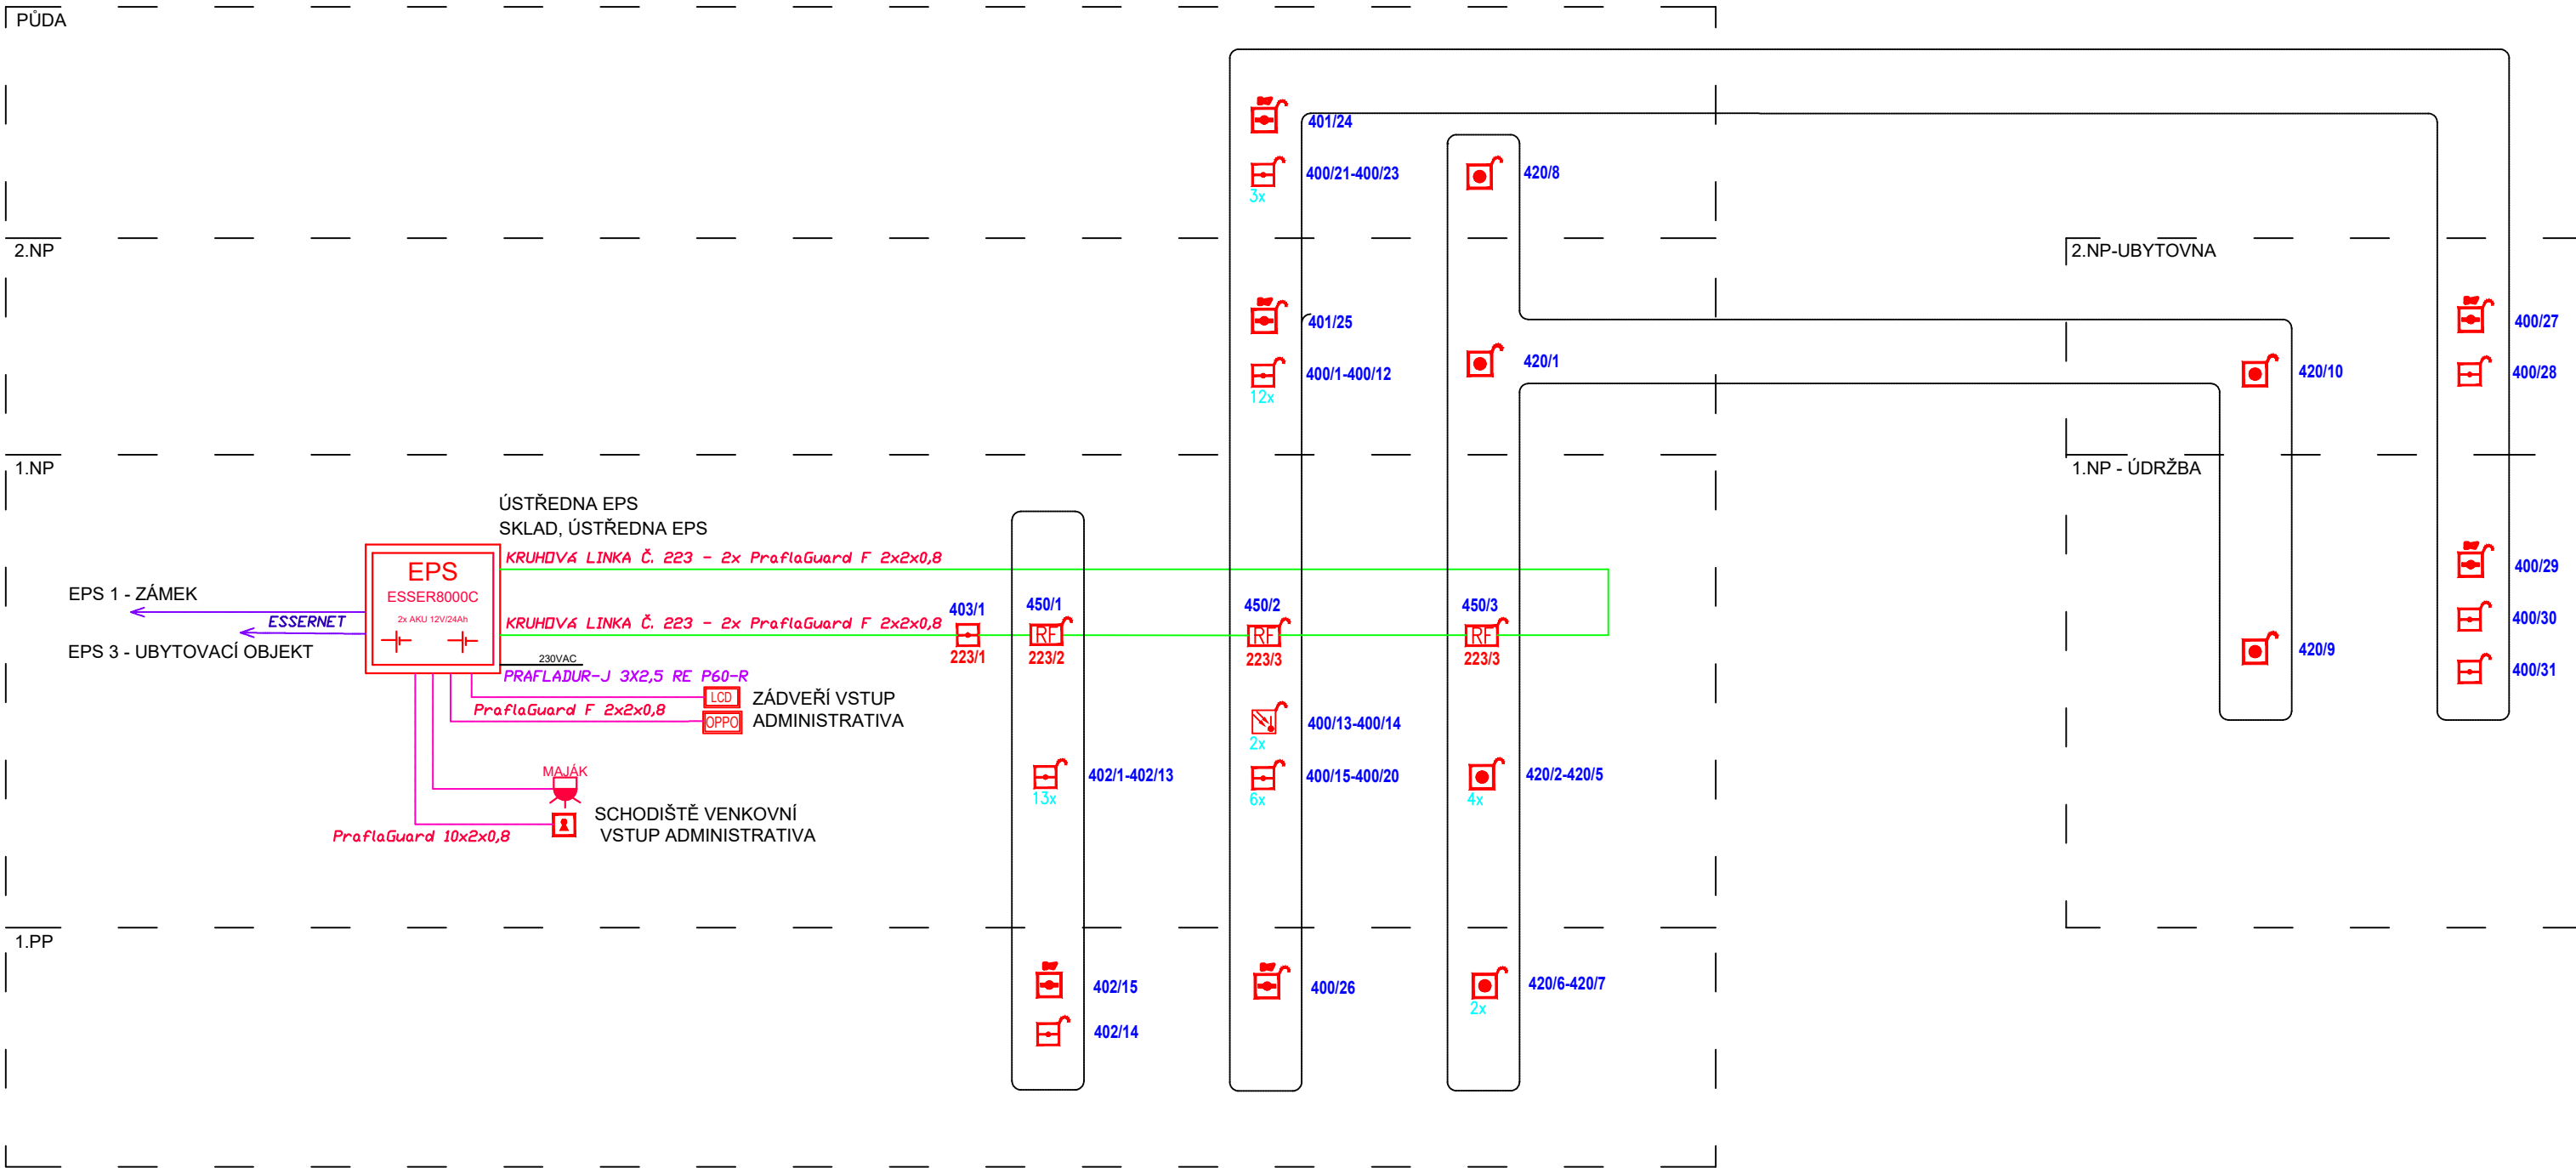 PŮDA
401/24
400/21-400/23
3x
420/8
2.NP
2.NP-UBYTOVNA
401/25
400/27
400/1-400/12
12x
420/1
420/10
400/28
1.NP
1.NP - ÚDRŽBA
ÚSTŘEDNA EPS
SKLAD, ÚSTŘEDNA EPS
KRUHOVÁ LINKA Č. 223 - 2x PraflaGuard F 2x2x0,8
EPS
ESSER8000C
2x AKU 12V/24Ah
EPS 1 - ZÁMEK
ESSERNET
EPS 3 - UBYTOVACÍ OBJEKT
KRUHOVÁ LINKA Č. 223 - 2x PraflaGuard F 2x2x0,8
403/1
223/1
450/1
RF
223/2
450/2
RF
223/3
450/3
RF
223/3
400/29
400/30
420/9
400/31
230VAC
PRAFLADUR-J 3X2,5 RE P60-R
LCD
ZÁDVEŘÍ VSTUP
PraflaGuard F 2x2x0,8
OPPO
ADMINISTRATIVA
400/13-400/14
2x
MAJÁK
402/1-402/13
13x
400/15-400/20
6x
420/2-420/5
4x
SCHODIŠTĚ VENKOVNÍ
VSTUP ADMINISTRATIVA
PraflaGuard 10x2x0,8
1.PP
402/15
400/26
420/6-420/7
2x
402/14